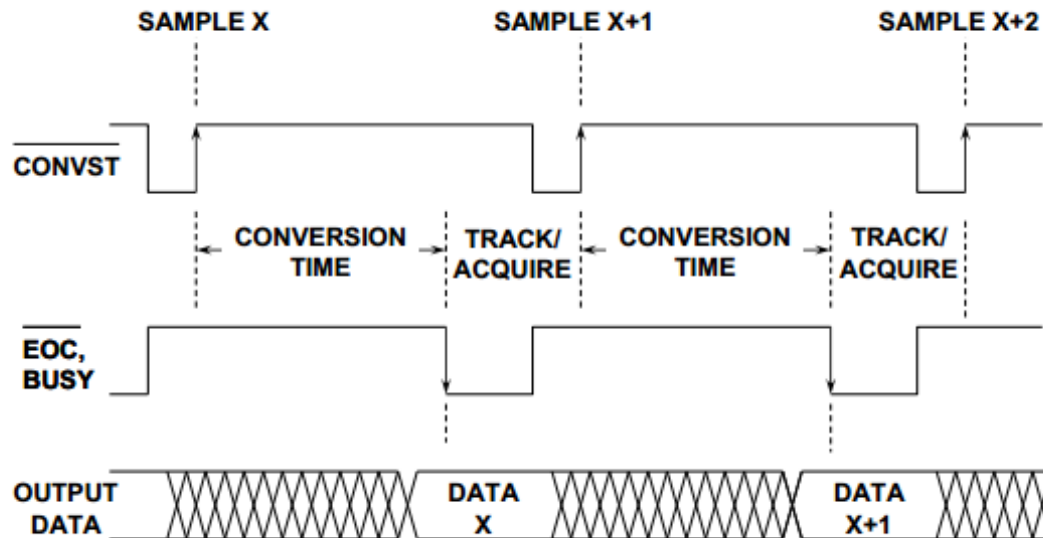 SAMPLE X
SAMPLE X+1
SAMPLE X+2
CONVST
CONVERSION
TIME
TRACK/
ACQUIRE
CONVERSION
TIME
TRACK/
ACQUIRE
EOC,
BUSY
OUTPUT
DATA
DATA
X
DATA
X+1